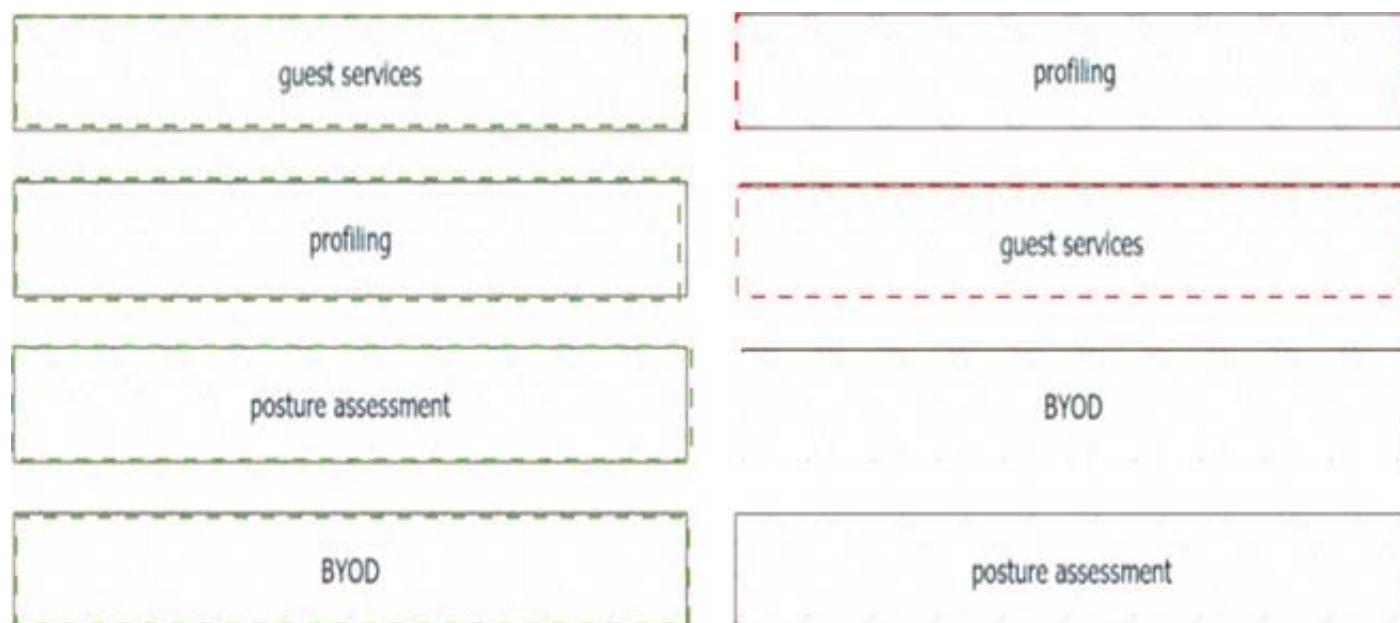 guest services
profiling
profiling
guest services
posture assessment
BYOD
BYOD
posture assessment